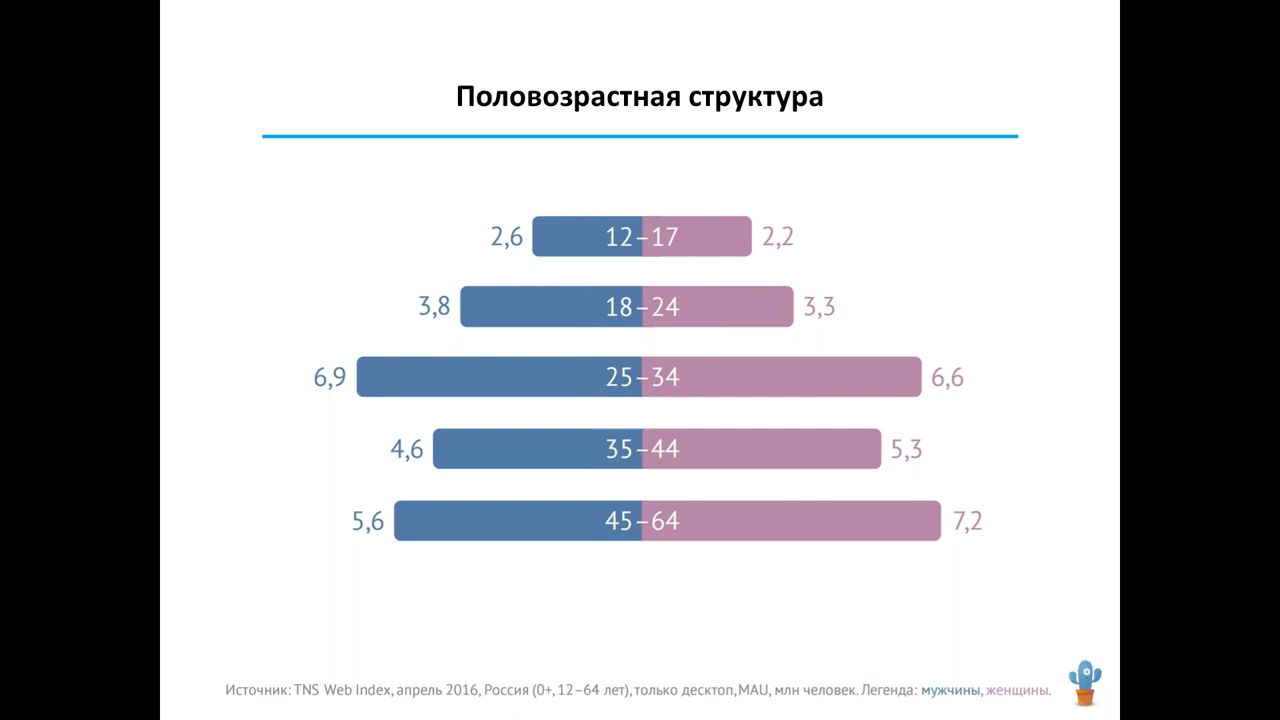 Половозрастная структура
2,6 12–17 2,2
3,8 18–24 3,3
6,9 25–34 6,6
4,6 35–44 5,3
5,6 45–64 7,2
Источник: TNS Web Index, апрель 2016, Россия (0+, 12–64 лет), только десктоп, MAU, млн человек. Легенда: мужчины, женщины.